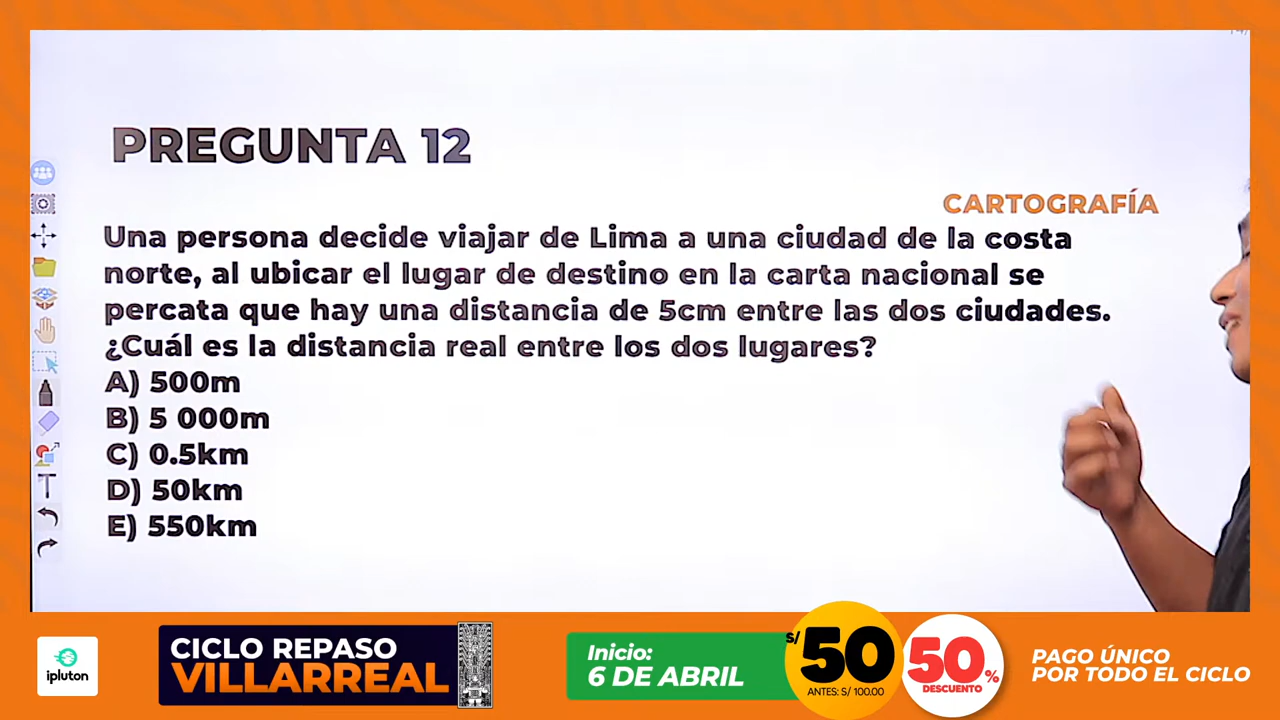 PREGUNTA 12
CARTOGRAFÍA
Una persona decide viajar de Lima a una ciudad de la costa
norte, al ubicar el lugar de destino en la carta nacional se
percata que hay una distancia de 5cm entre las dos ciudades.
¿Cuál es la distancia real entre los dos lugares?
A) 500m
B) 5 000m
C) 0.5km
D) 50km
E) 550km
ipluton
CICLO REPASO
VILLARREAL
Inicio:
6 DE ABRIL
S/ 50
ANTES: S/ 100.00
50%
DESCUENTO
PAGO ÚNICO
POR TODO EL CICLO